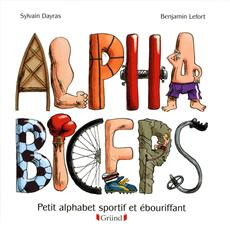 Sylvain Dayras Benjamin Lefort
ALPHA
BICEPS
Petit alphabet sportif et ébouriffant
Gründ